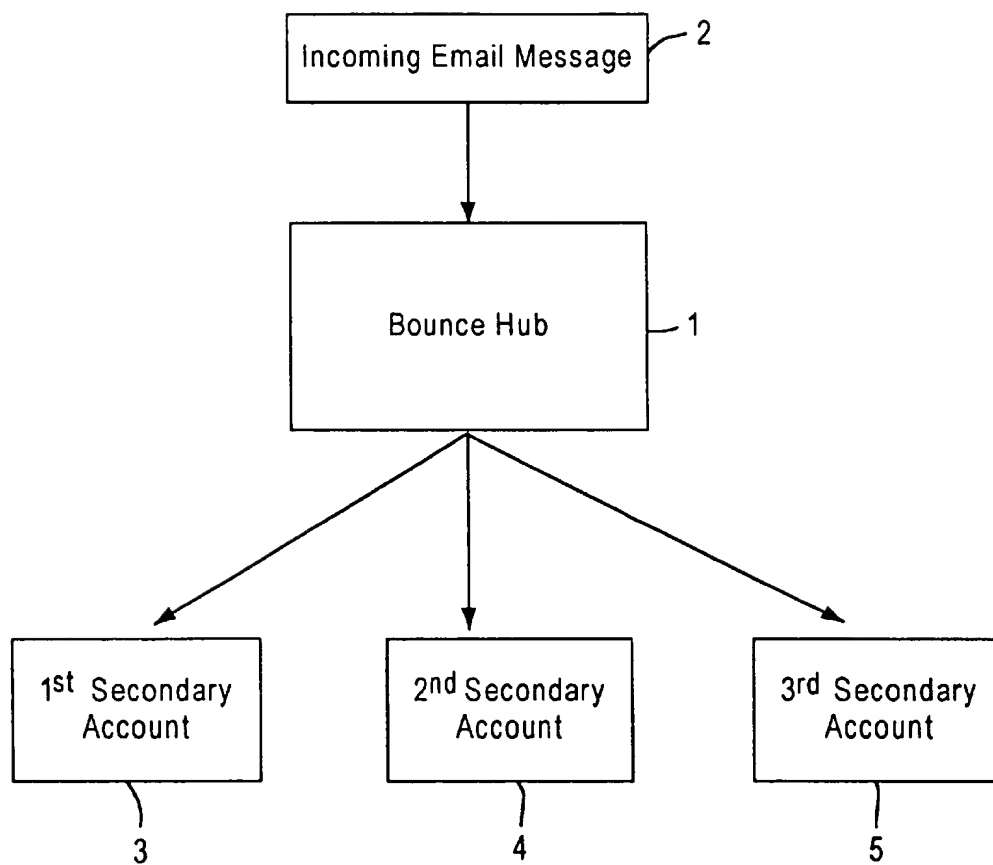 Incoming Email Message
2
Bounce Hub
1
1st Secondary
Account
2nd Secondary
Account
3rd Secondary
Account
3
4
5